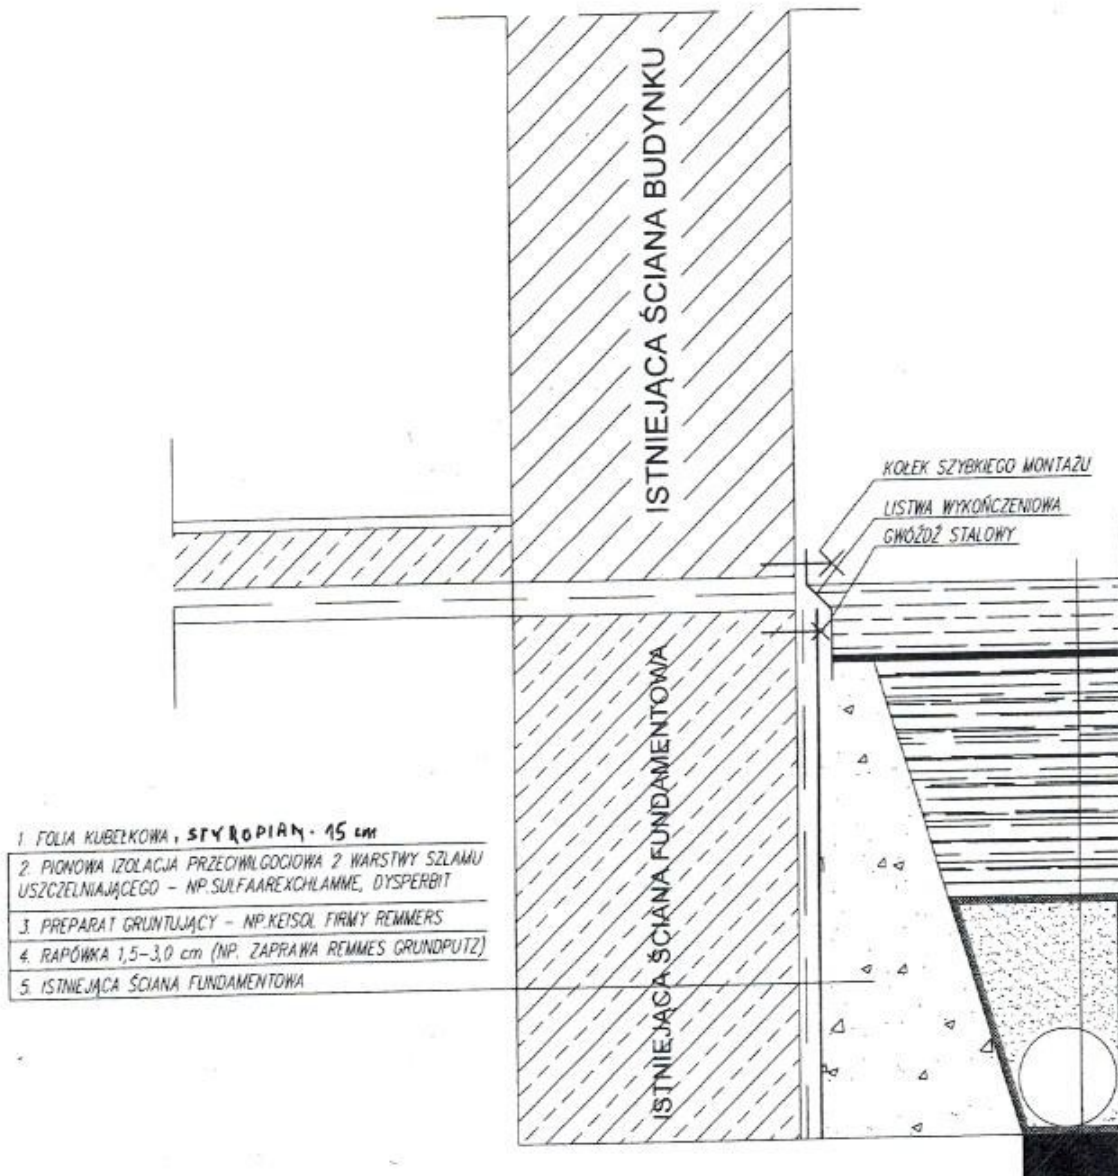 ISTNIEJĄCA ŚCIANA BUDYNKU
KOŁEK SZYBKIEGO MONTAŻU
LISTWA WYKOŃCZENIOWA
GWÓŹDŹ STALOWY
ISTNIEJĄCA ŚCIANA FUNDAMENTOWA
1 FOLIA KUBEŁKOWA, STYROPIAN - 15 cm
2. PIONOWA IZOLACJA PRZECIWILGOCIOWA 2 WARSTWY SZLAMU
USZCZELNIAJĄCEGO - NP.SULFAAREXCHLAMME, DYSPERBIT
3. PREPARAT GRUNTUJĄCY - NP.KEISOL FIRMY REMMERS
4. RAPÓWKA 1,5-3,0 cm (NP. ZAPRAWA REMMES GRUNDPUTZ)
5. ISTNIEJĄCA ŚCIANA FUNDAMENTOWA